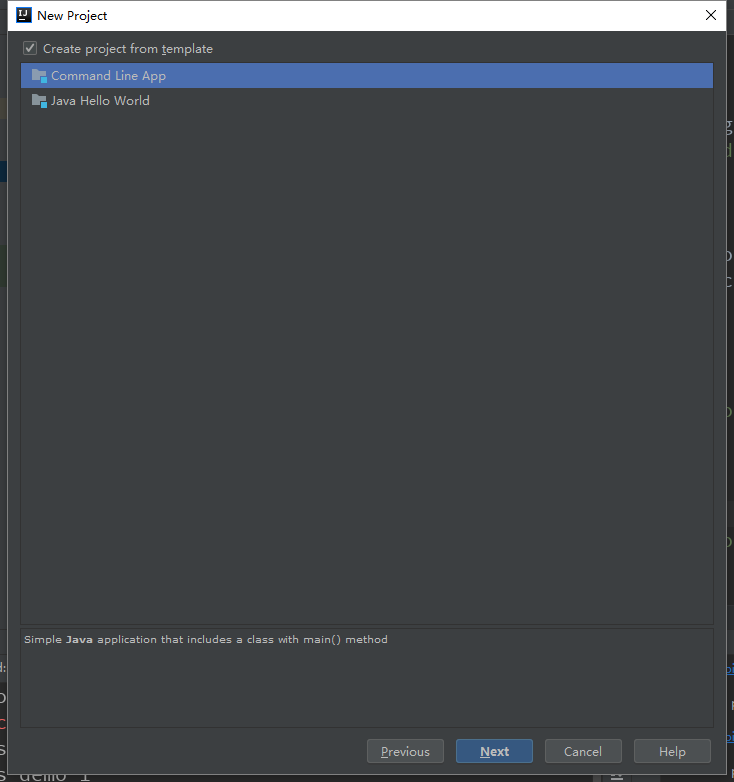 New Project
Create project from template
Command Line App
Java Hello World
Simple Java application that includes a class with main() method
Previous
Next
Cancel
Help
demo